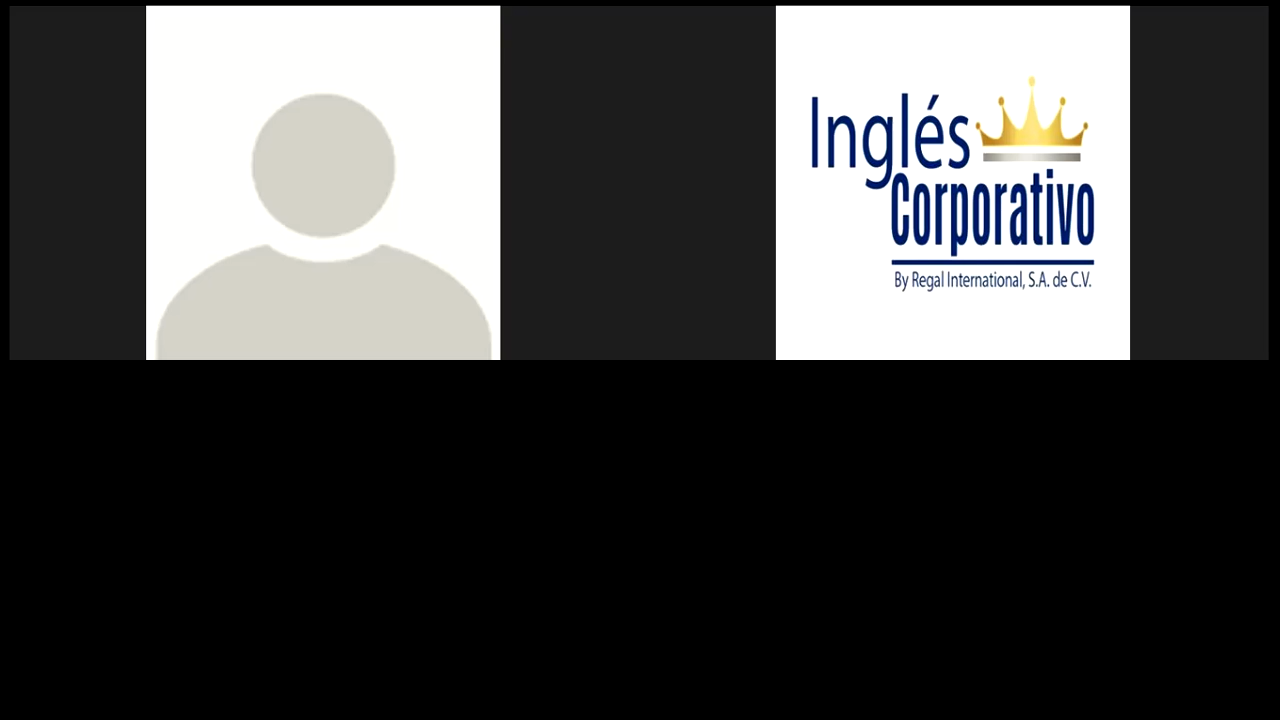 Inglés
Corporativo
By Regal International, S.A. de C.V.